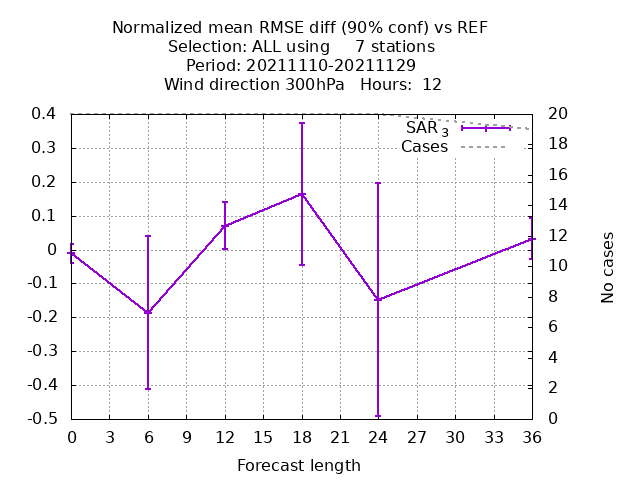 Normalized mean RMSE diff (90% conf) vs REF
Selection: ALL using     7 stations
Period: 20211110-20211129
Wind direction 300hPa   Hours:  12
0.4
0.3
0.2
0.1
0
-0.1
-0.2
-0.3
-0.4
-0.5
20
18
16
14
12
10
8
6
4
2
0
SAR 3
Cases
No cases
0 3 6 9 12 15 18 21 24 27 30 33 36
Forecast length